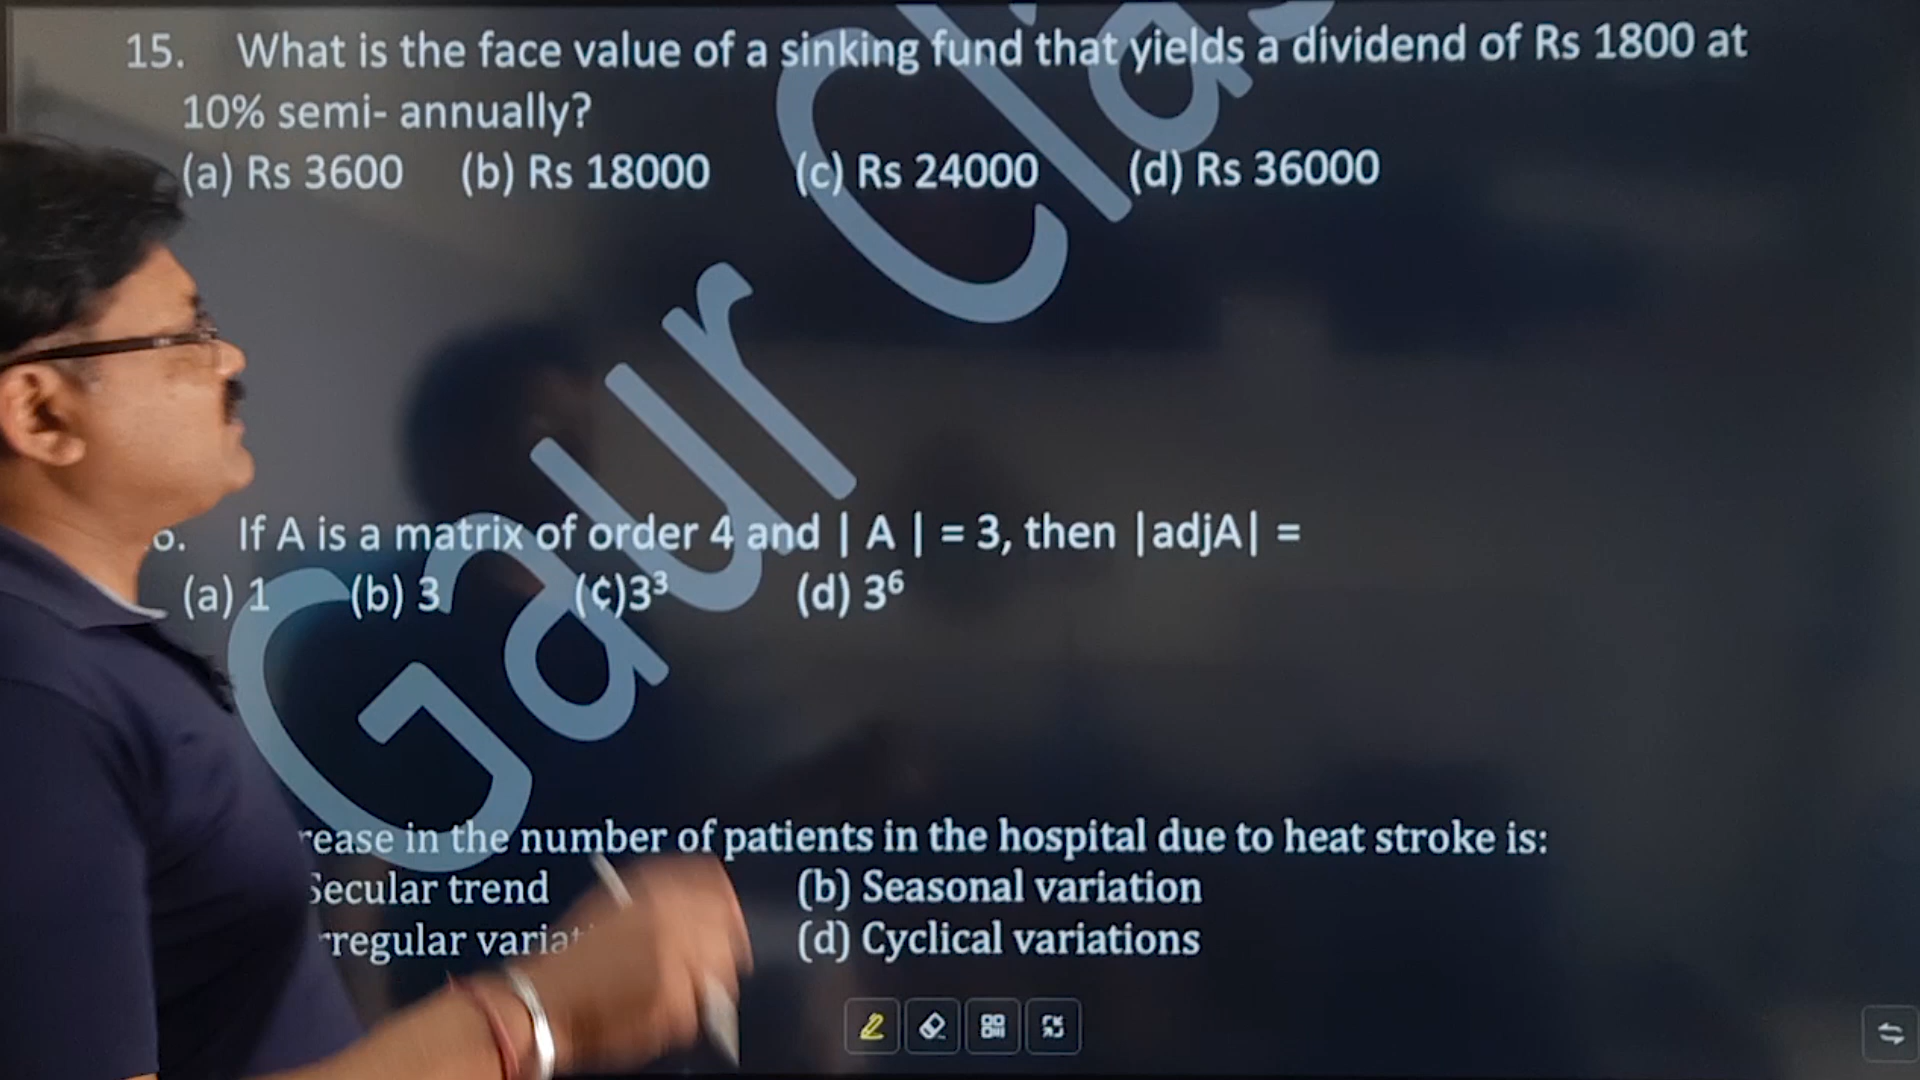 15. What is the face value of a sinking fund that yields a dividend of Rs 1800 at
10% semi- annually?
(a) Rs 3600 (b) Rs 18000 (c) Rs 24000 (d) Rs 36000
6. If A is a matrix of order 4 and | A | = 3, then |adjA| =
(a) 1 (b) 3 (¢)3³ (d) 3⁶
in the number of patients in the hospital due to heat stroke is:
Secular trend (b) Seasonal variation
(d) Cyclical variations
Gaur